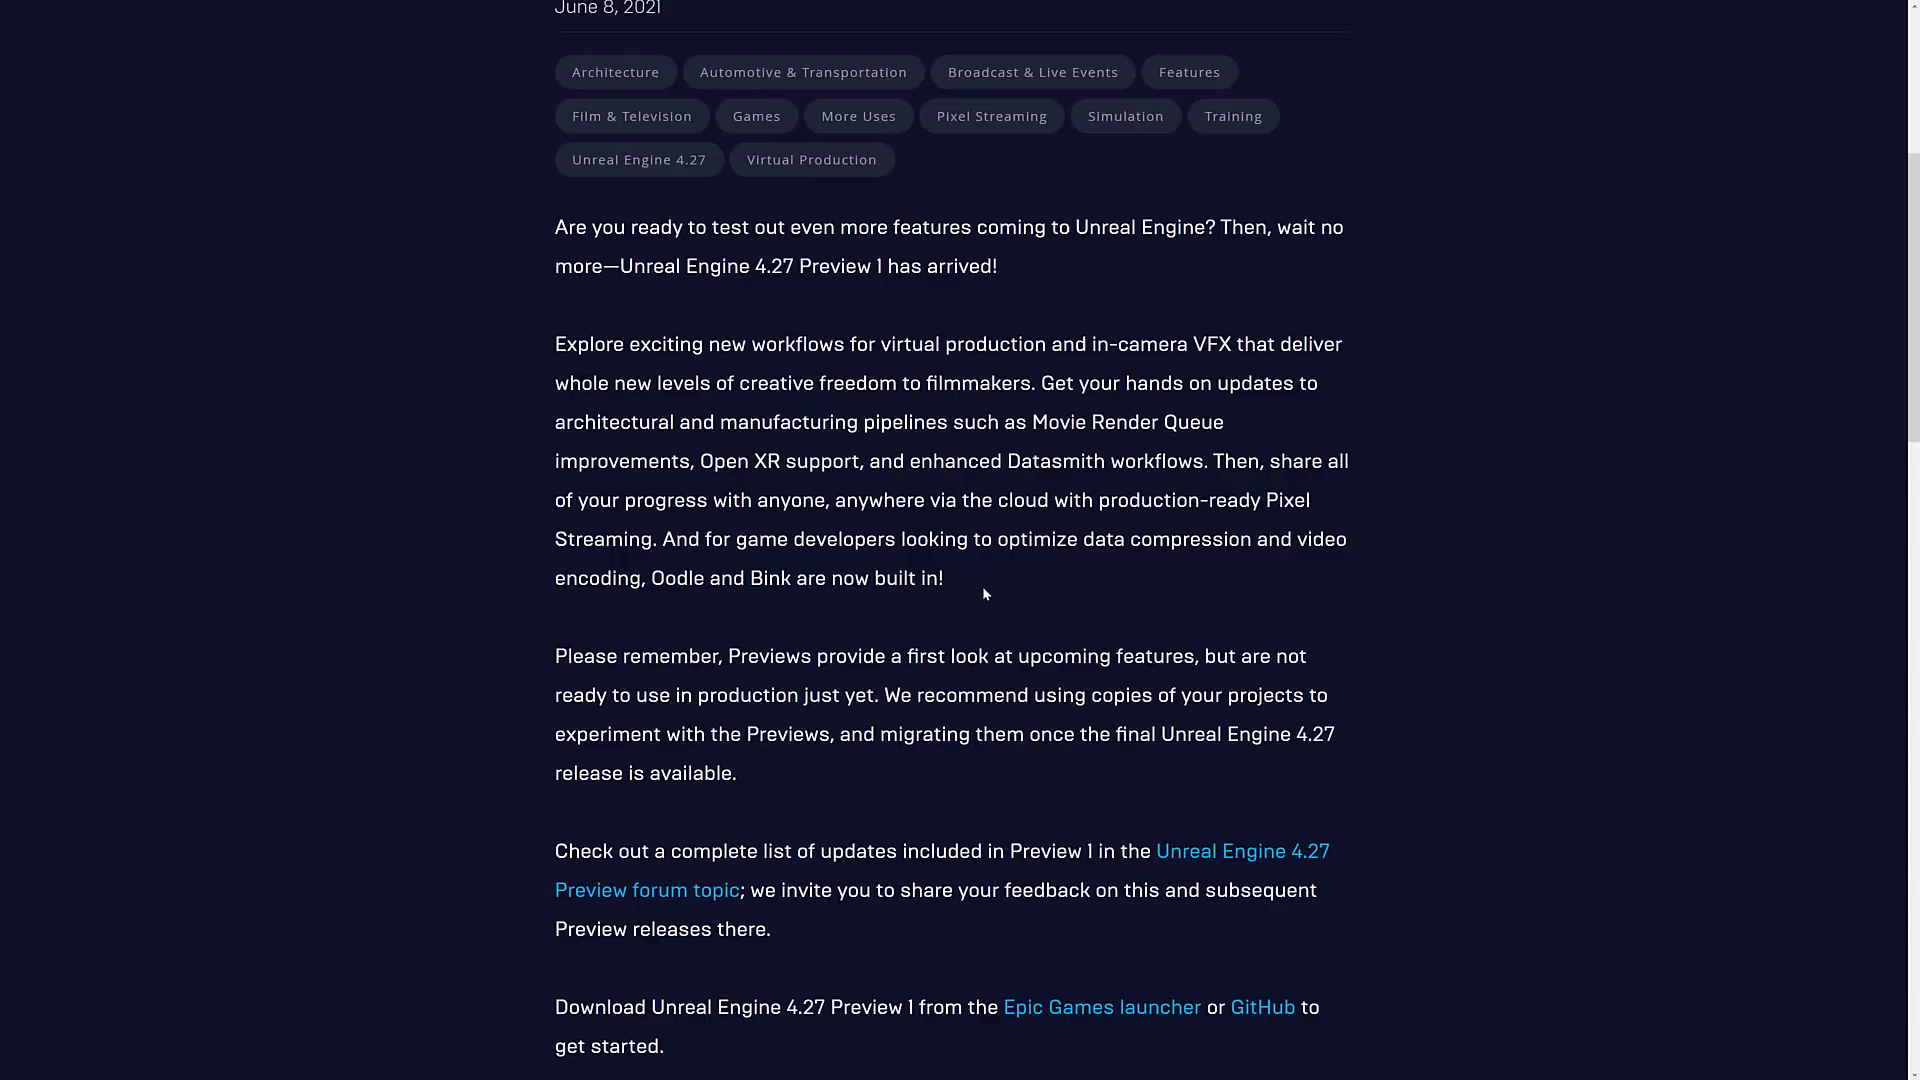 June 8, 2021
Architecture Automotive & Transportation Broadcast & Live Events Features
Film & Television Games More Uses Pixel Streaming Simulation Training
Unreal Engine 4.27 Virtual Production
Are you ready to test out even more features coming to Unreal Engine? Then, wait no
more—Unreal Engine 4.27 Preview 1 has arrived!
Explore exciting new workflows for virtual production and in-camera VFX that deliver
whole new levels of creative freedom to filmmakers. Get your hands on updates to
architectural and manufacturing pipelines such as Movie Render Queue
improvements, Open XR support, and enhanced Datasmith workflows. Then, share all
of your progress with anyone, anywhere via the cloud with production-ready Pixel
Streaming. And for game developers looking to optimize data compression and video
encoding, Oodle and Bink are now built in!
Please remember, Previews provide a first look at upcoming features, but are not
ready to use in production just yet. We recommend using copies of your projects to
experiment with the Previews, and migrating them once the final Unreal Engine 4.27
release is available.
Check out a complete list of updates included in Preview 1 in the Unreal Engine 4.27
Preview forum topic; we invite you to share your feedback on this and subsequent
Preview releases there.
Download Unreal Engine 4.27 Preview 1 from the Epic Games launcher or GitHub to
get started.